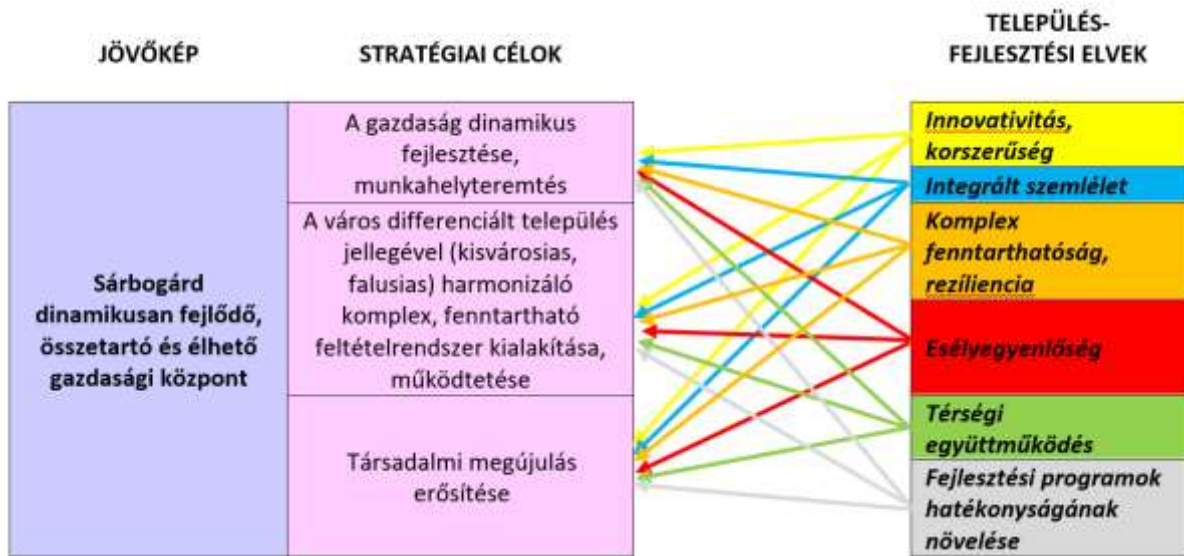 JÖVŐKÉP
STRATÉGIAI CÉLOK
TELEPÜLÉS-
FEJLESZTÉSI ELVEK
Sárbogárd
dinamikusan fejlődő,
összetartó és élhető
gazdasági központ
A gazdaság dinamikus
fejlesztése,
munkahelyteremtés
A város differenciált település
jellegével (kisvárosias,
falusias) harmonizáló
komplex, fenntartható
feltételrendszer kialakítása,
működtetése
Társadalmi megújulás
erősítése
Innovativitás,
korszerűség
Integrált szemlélet
Komplex
fenntarthatóság,
rezíliencia
Esélyegyenlőség
Térségi
együttműködés
Fejlesztési programok
hatékonyságának
növelése